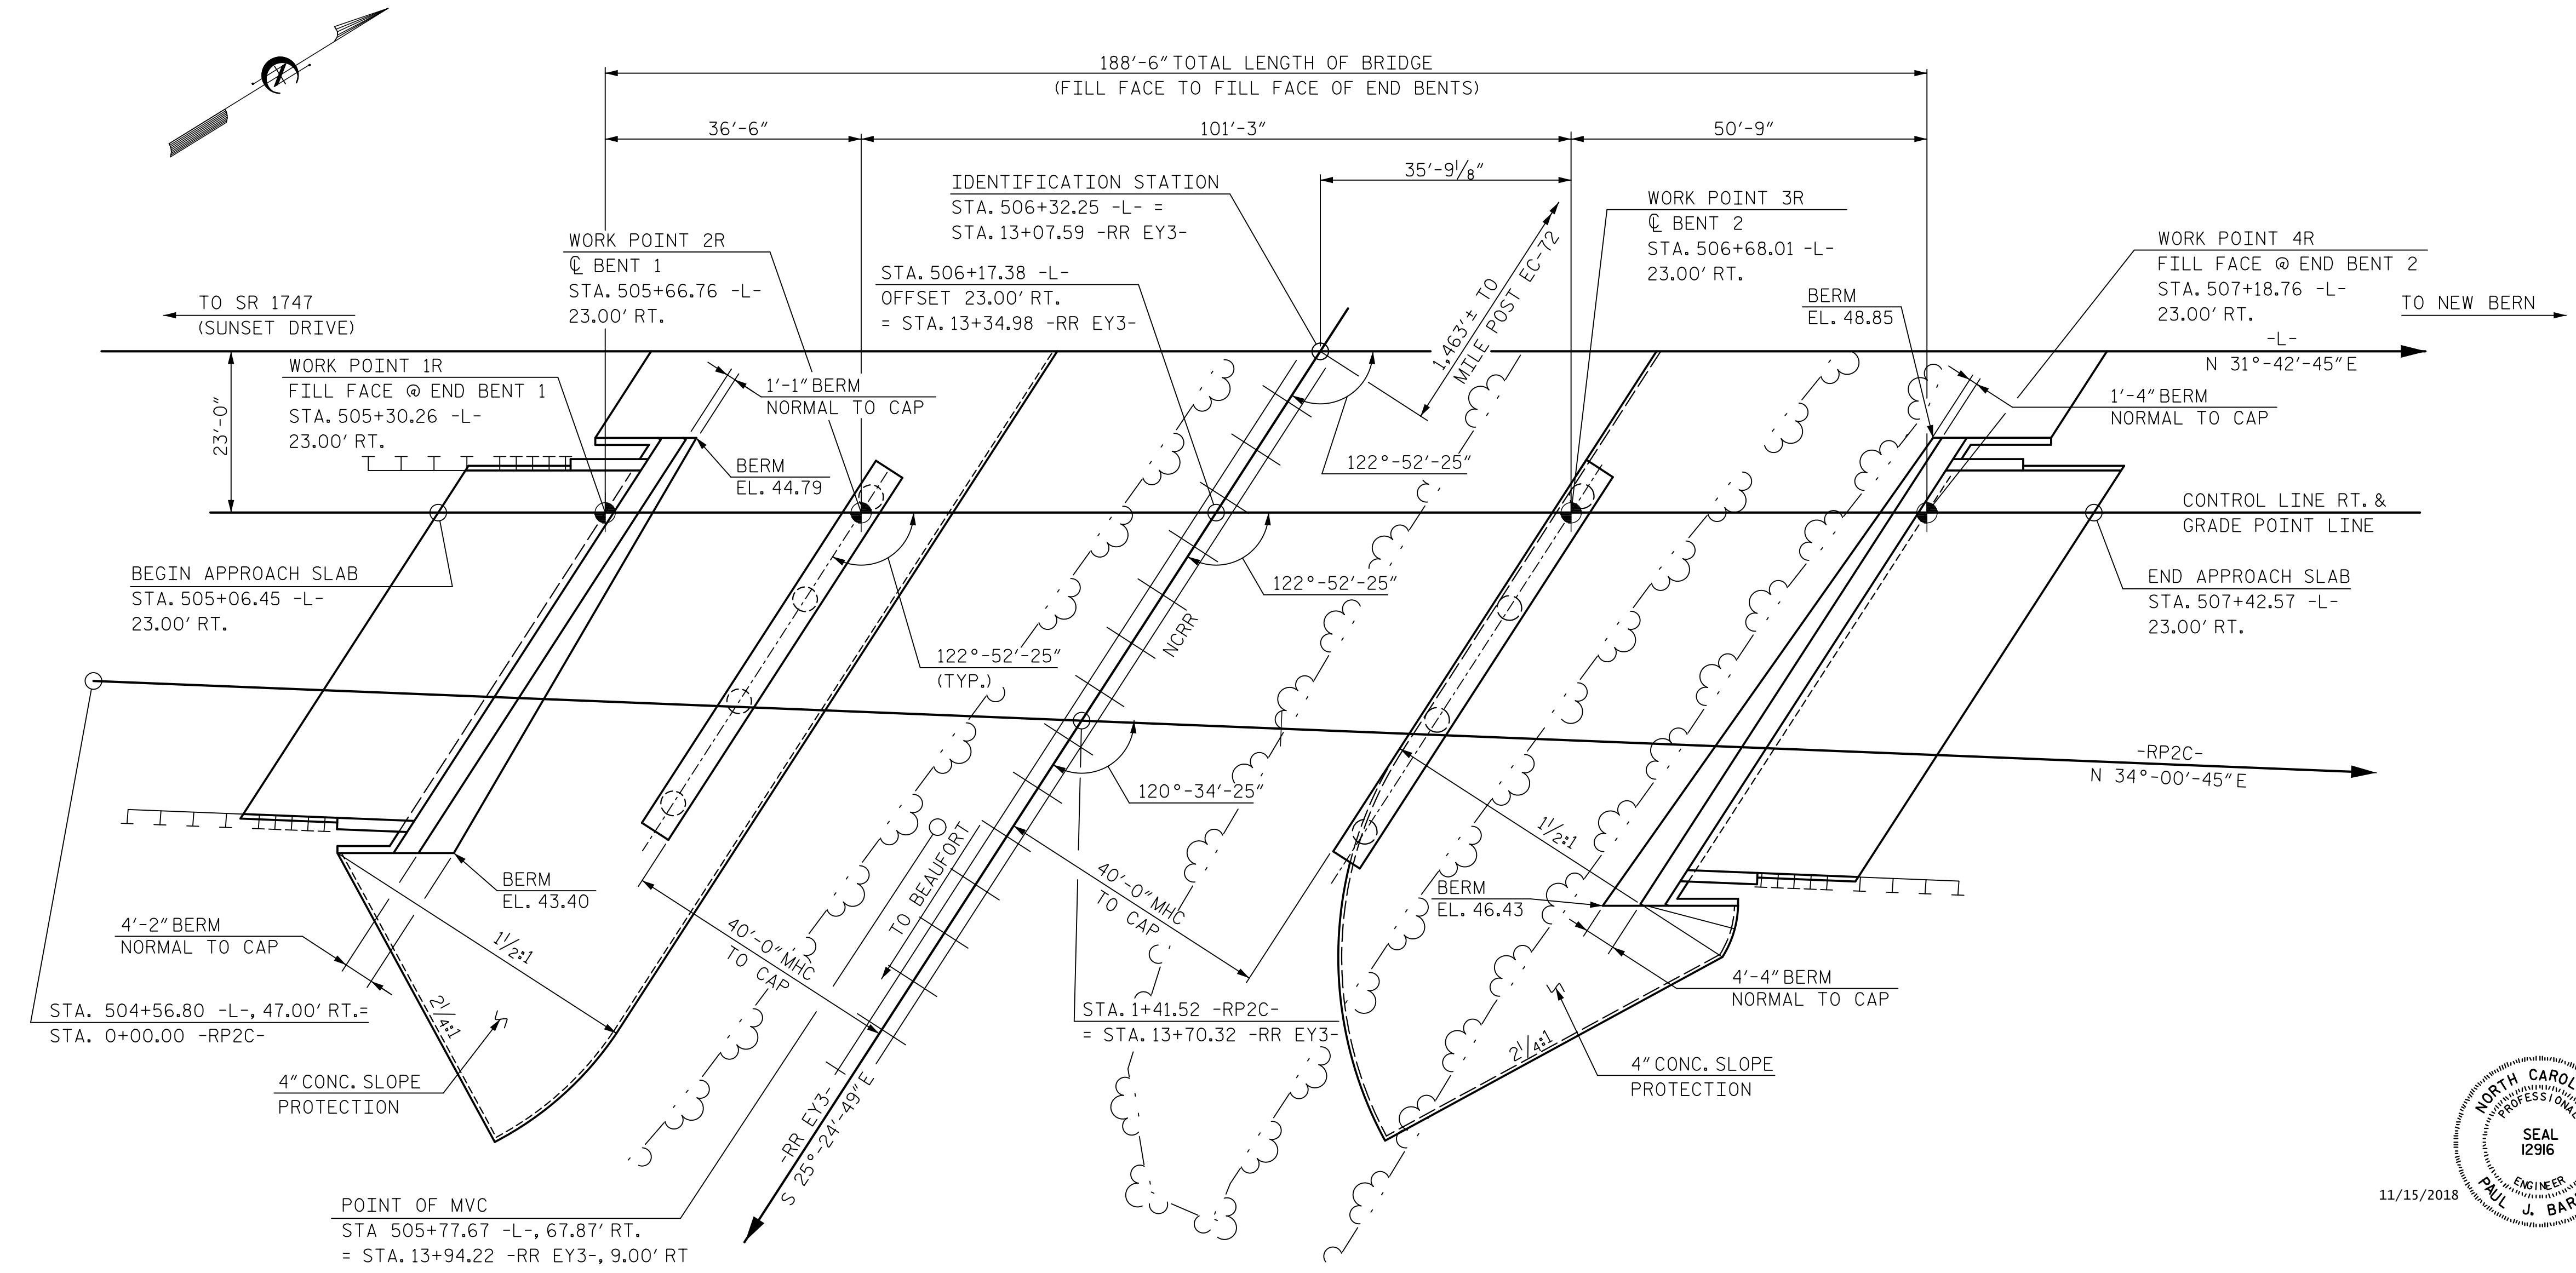 188'-6" TOTAL LENGTH OF BRIDGE
(FILL FACE TO FILL FACE OF END BENTS)
36'-6"
101'-3"
50'-9"
35'-9 1/8"
IDENTIFICATION STATION
STA. 506+32.25 -L- =
STA. 13+07.59 -RR EY3-
WORK POINT 3R
℄ BENT 2
STA. 506+68.01 -L-
23.00' RT.
WORK POINT 2R
℄ BENT 1
STA. 505+66.76 -L-
23.00' RT.
STA. 506+17.38 -L-
OFFSET 23.00' RT.
= STA. 13+34.98 -RR EY3-
1,463'± TO
MILE POST EC-72
WORK POINT 4R
FILL FACE @ END BENT 2
STA. 507+18.76 -L-
23.00' RT.
BERM
EL. 48.85
TO SR 1747
(SUNSET DRIVE)
TO NEW BERN
-L-
N 31°-42'-45" E
WORK POINT 1R
FILL FACE @ END BENT 1
STA. 505+30.26 -L-
23.00' RT.
23'-0"
1'-1" BERM
NORMAL TO CAP
1'-4" BERM
NORMAL TO CAP
BERM
EL. 44.79
122°-52'-25"
CONTROL LINE RT. &
GRADE POINT LINE
BEGIN APPROACH SLAB
STA. 505+06.45 -L-
23.00' RT.
122°-52'-25"
END APPROACH SLAB
STA. 507+42.57 -L-
23.00' RT.
NCRR
122°-52'-25"
(TYP.)
-RP2C-
N 34°-00'-45" E
120°-34'-25"
TO BEAUFORT
1 1/2:1
BERM
EL. 43.40
40'-0" MHC
TO CAP
BERM
EL. 46.43
4'-2" BERM
NORMAL TO CAP
1 1/2:1
40'-0" MHC
TO CAP
4'-4" BERM
NORMAL TO CAP
2 1/4:1
STA. 504+56.80 -L-, 47.00' RT.=
STA. 0+00.00 -RP2C-
STA. 1+41.52 -RP2C-
= STA. 13+70.32 -RR EY3-
2 1/4:1
4" CONC. SLOPE
PROTECTION
4" CONC. SLOPE
PROTECTION
-RR EY3-
S 25°-24'-49" E
POINT OF MVC
STA 505+77.67 -L-, 67.87' RT.
= STA. 13+94.22 -RR EY3-, 9.00' RT
11/15/2018
NORTH CAROL
PROFESSIONAL
SEAL
12916
ENGINEER
PAUL J. BAR